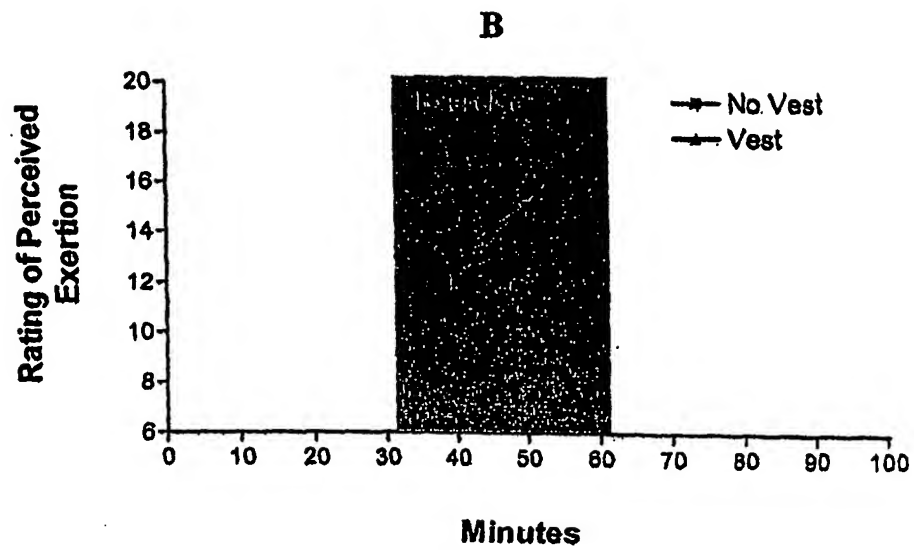 B
20
18
16
14
12
10
8
6
0 10 20 30 40 50 60 70 80 90 100
Rating of Perceived
Exertion
Exercise
No Vest
Vest
Minutes